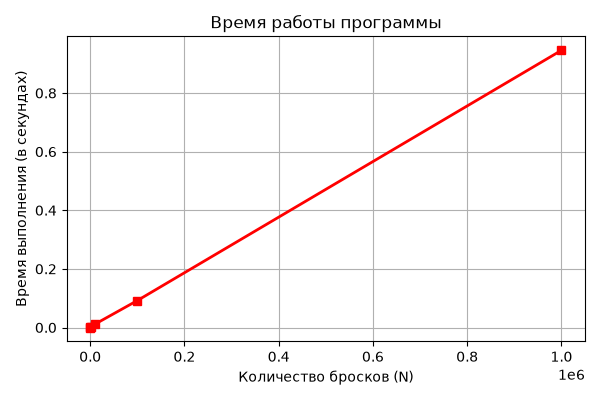 Время работы программы
Время выполнения (в секундах)
0.8
0.6
0.4
0.2
0.0
0.0 0.2 0.4 0.6 0.8 1.0
1e6
Количество бросков (N)